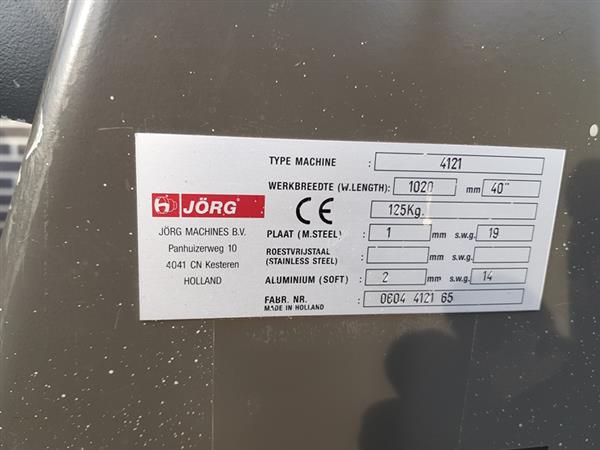 TYPE MACHINE : 4121
WERKBREEDTE (W.LENGTH): 1020 mm 40"
JÖRG
CE
125Kg.
JÖRG MACHINES B.V.
Panhuizerweg 10
4041 CN Kesteren
HOLLAND
PLAAT (M.STEEL) : 1 mm s.w.g. 19
ROESTVRIJSTAAL
(STAINLESS STEEL) : mm s.w.g.
ALUMINIUM (SOFT) : 2 mm s.w.g. 14
FABR. NR. : 0604 4121 65
MADE IN HOLLAND